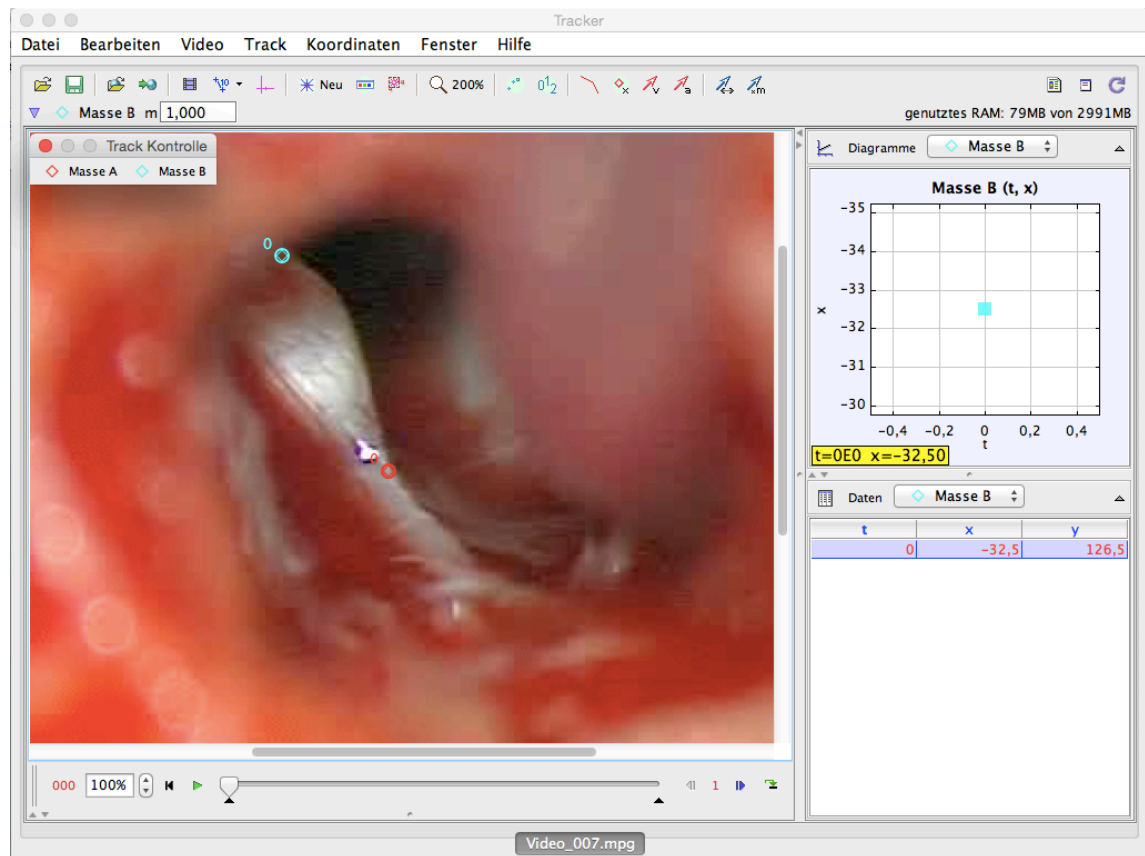 Tracker
Datei Bearbeiten Video Track Koordinaten Fenster Hilfe
Neu 200%
Masse B m 1,000
genutztes RAM: 79MB von 2991MB
Track Kontrolle
Masse A Masse B
0
0
Diagramme Masse B
Masse B (t, x)
-35
-34
-33
x
-32
-31
-30
-0,4 -0,2 0 0,2 0,4
t
t=0E0 x=-32,50
Daten Masse B
t x y
0 -32,5 126,5
000 100% 1
Video_007.mpg